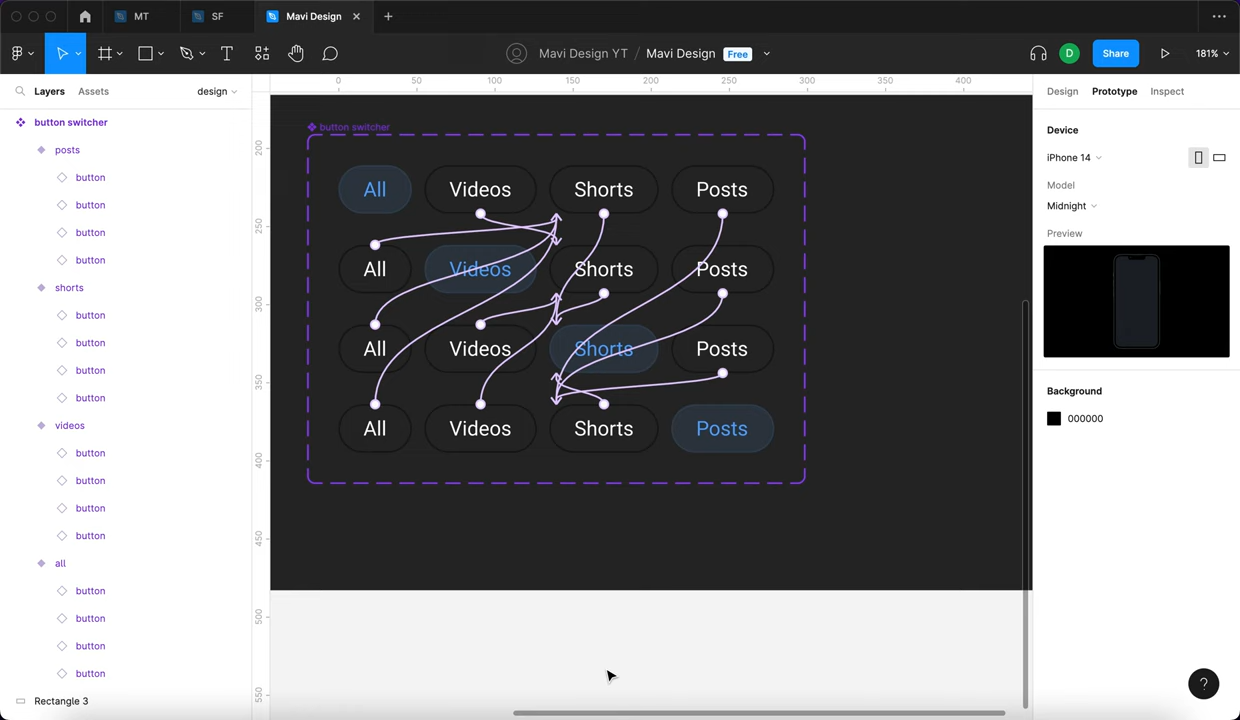 MT
SF
Mavi Design
Mavi Design YT / Mavi Design Free
Share
181%
Layers
Assets
design
Design
Prototype
Inspect
button switcher
posts
button
button
button
button
shorts
button
button
button
button
videos
button
button
button
button
all
button
button
button
button
Rectangle 3
0 50 100 150 200 250 300 350 400
200
250
300
350
400
450
500
550
button switcher
All Videos Shorts Posts
All Videos Shorts Posts
All Videos Shorts Posts
All Videos Shorts Posts
Device
iPhone 14
Model
Midnight
Preview
Background
000000
D
?